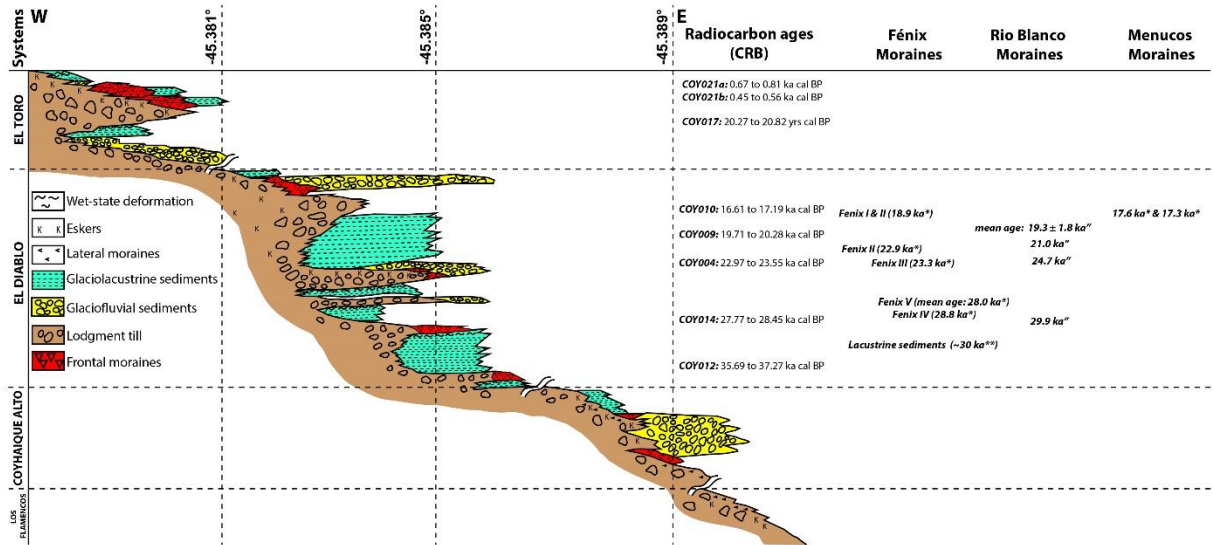 Systems
W
-45.381°
-45.385°
-45.389°
E
Radiocarbon ages
(CRB)
Fénix
Moraines
Rio Blanco
Moraines
Menucos
Moraines
EL TORO
COY021a: 0.67 to 0.81 ka cal BP
COY021b: 0.45 to 0.56 ka cal BP
COY017: 20.27 to 20.82 yrs cal BP
EL DIABLO
Wet-state deformation
K K Eskers
Lateral moraines
Glaciolacustrine sediments
Glaciofluvial sediments
Lodgment till
Frontal moraines
COY010: 16.61 to 17.19 ka cal BP
Fenix I & II (18.9 ka*)
17.6 ka* & 17.3 ka*
COY009: 19.71 to 20.28 ka cal BP
mean age: 19.3 ± 1.8 ka"
Fenix II (22.9 ka*)
21.0 ka"
COY004: 22.97 to 23.55 ka cal BP
Fenix III (23.3 ka*)
24.7 ka"
Fenix V (mean age: 28.0 ka*)
Fenix IV (28.8 ka*)
COY014: 27.77 to 28.45 ka cal BP
29.9 ka"
Lacustrine sediments (~30 ka**)
COY012: 35.69 to 37.27 ka cal BP
COYHAIQUE ALTO
LOS
FLAMENCOS